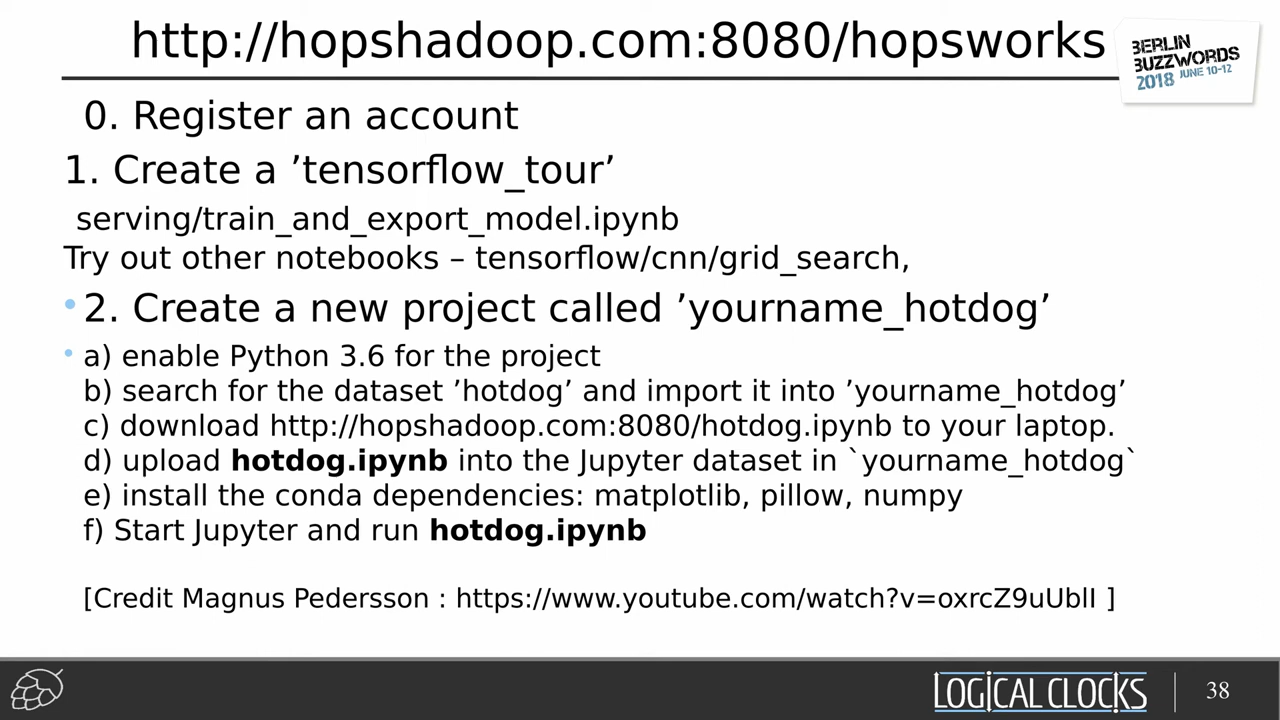 http://hopshadoop.com:8080/hopsworks
BERLIN
BUZZWORDS
2018 JUNE 10-12
0. Register an account
1. Create a ’tensorflow_tour’
serving/train_and_export_model.ipynb
Try out other notebooks – tensorflow/cnn/grid_search,
• 2. Create a new project called ’yourname_hotdog’
• a) enable Python 3.6 for the project
b) search for the dataset ’hotdog’ and import it into ’yourname_hotdog’
c) download http://hopshadoop.com:8080/hotdog.ipynb to your laptop.
d) upload hotdog.ipynb into the Jupyter dataset in `yourname_hotdog`
e) install the conda dependencies: matplotlib, pillow, numpy
f) Start Jupyter and run hotdog.ipynb
[Credit Magnus Pedersson : https://www.youtube.com/watch?v=oxrcZ9uUblI ]
LOGICAL CLOCKS
38